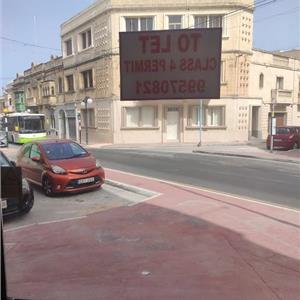 TO LET
CLASS 4 PERMIT
99570821